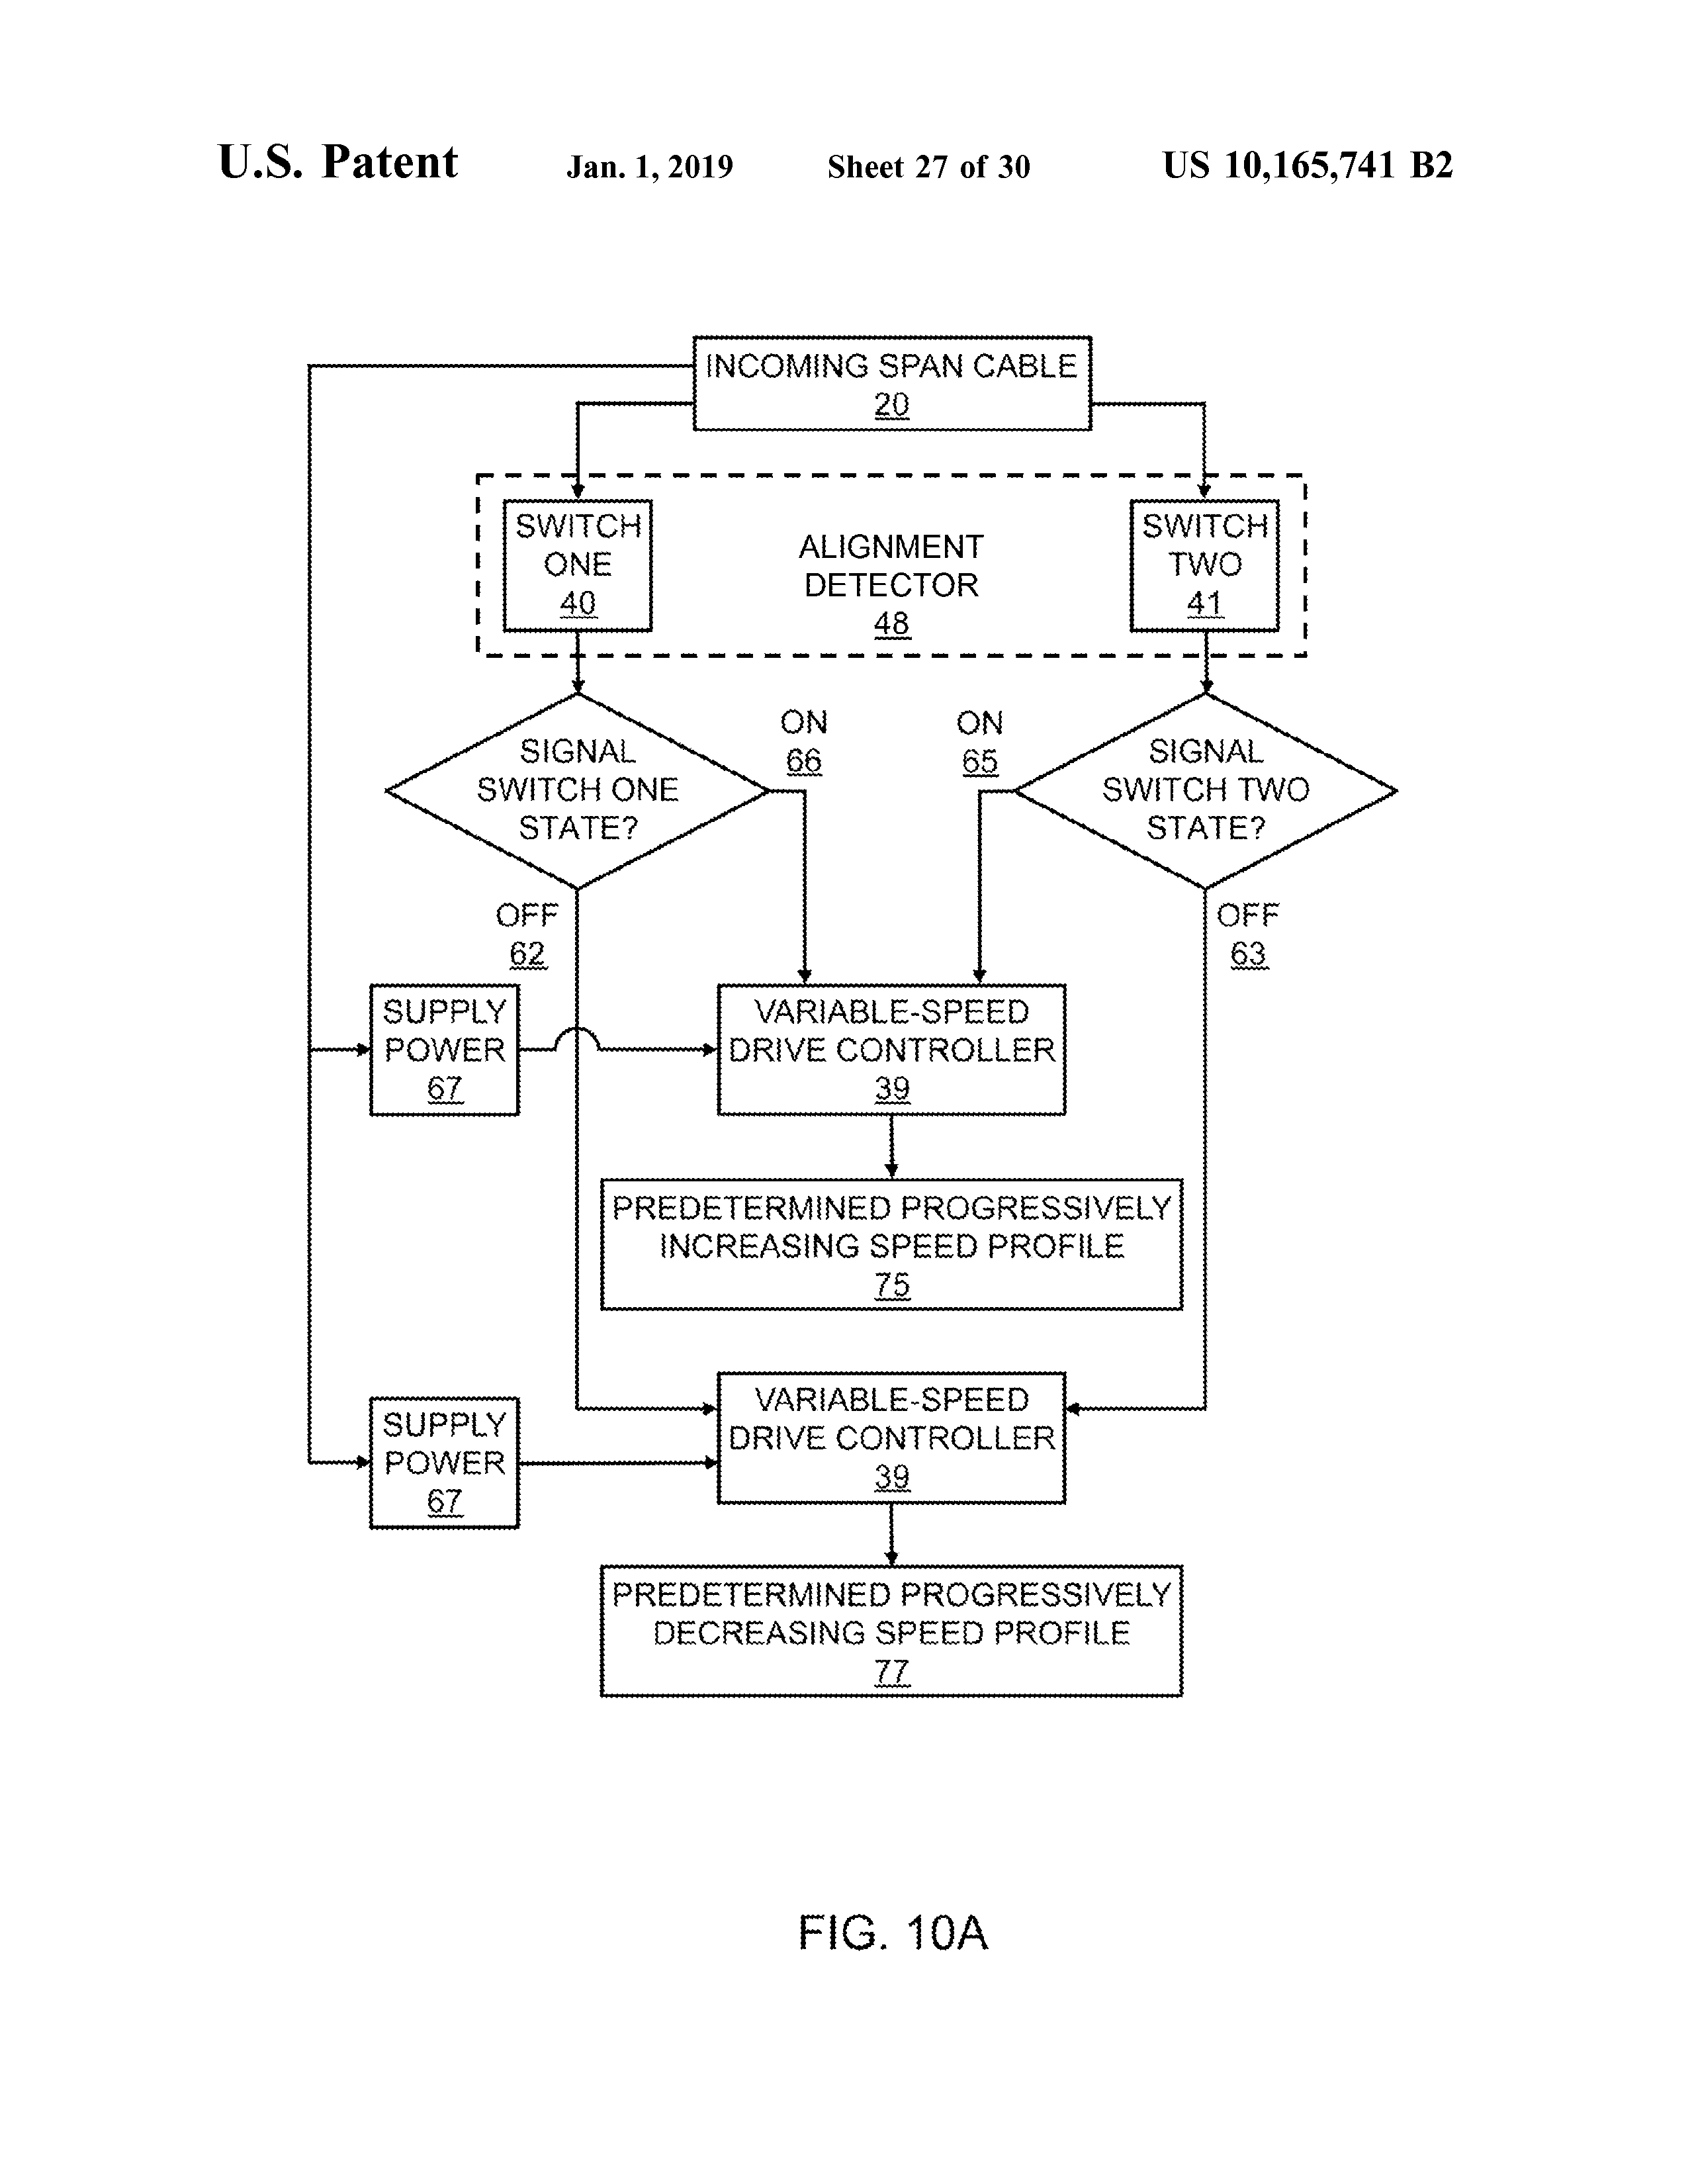 U.S. Patent Jan. 1, 2019 Sheet 27 of 30 US 10,165,741 B2
INCOMING SPAN CABLE
20
SWITCH
ONE
40
ALIGNMENT
DETECTOR
48
SWITCH
TWO
41
SIGNAL
SWITCH ONE
STATE?
ON
66
ON
65
SIGNAL
SWITCH TWO
STATE?
OFF
62
OFF
63
SUPPLY
POWER
67
VARIABLE-SPEED
DRIVE CONTROLLER
39
PREDETERMINED PROGRESSIVELY
INCREASING SPEED PROFILE
75
SUPPLY
POWER
67
VARIABLE-SPEED
DRIVE CONTROLLER
39
PREDETERMINED PROGRESSIVELY
DECREASING SPEED PROFILE
77
FIG. 10A